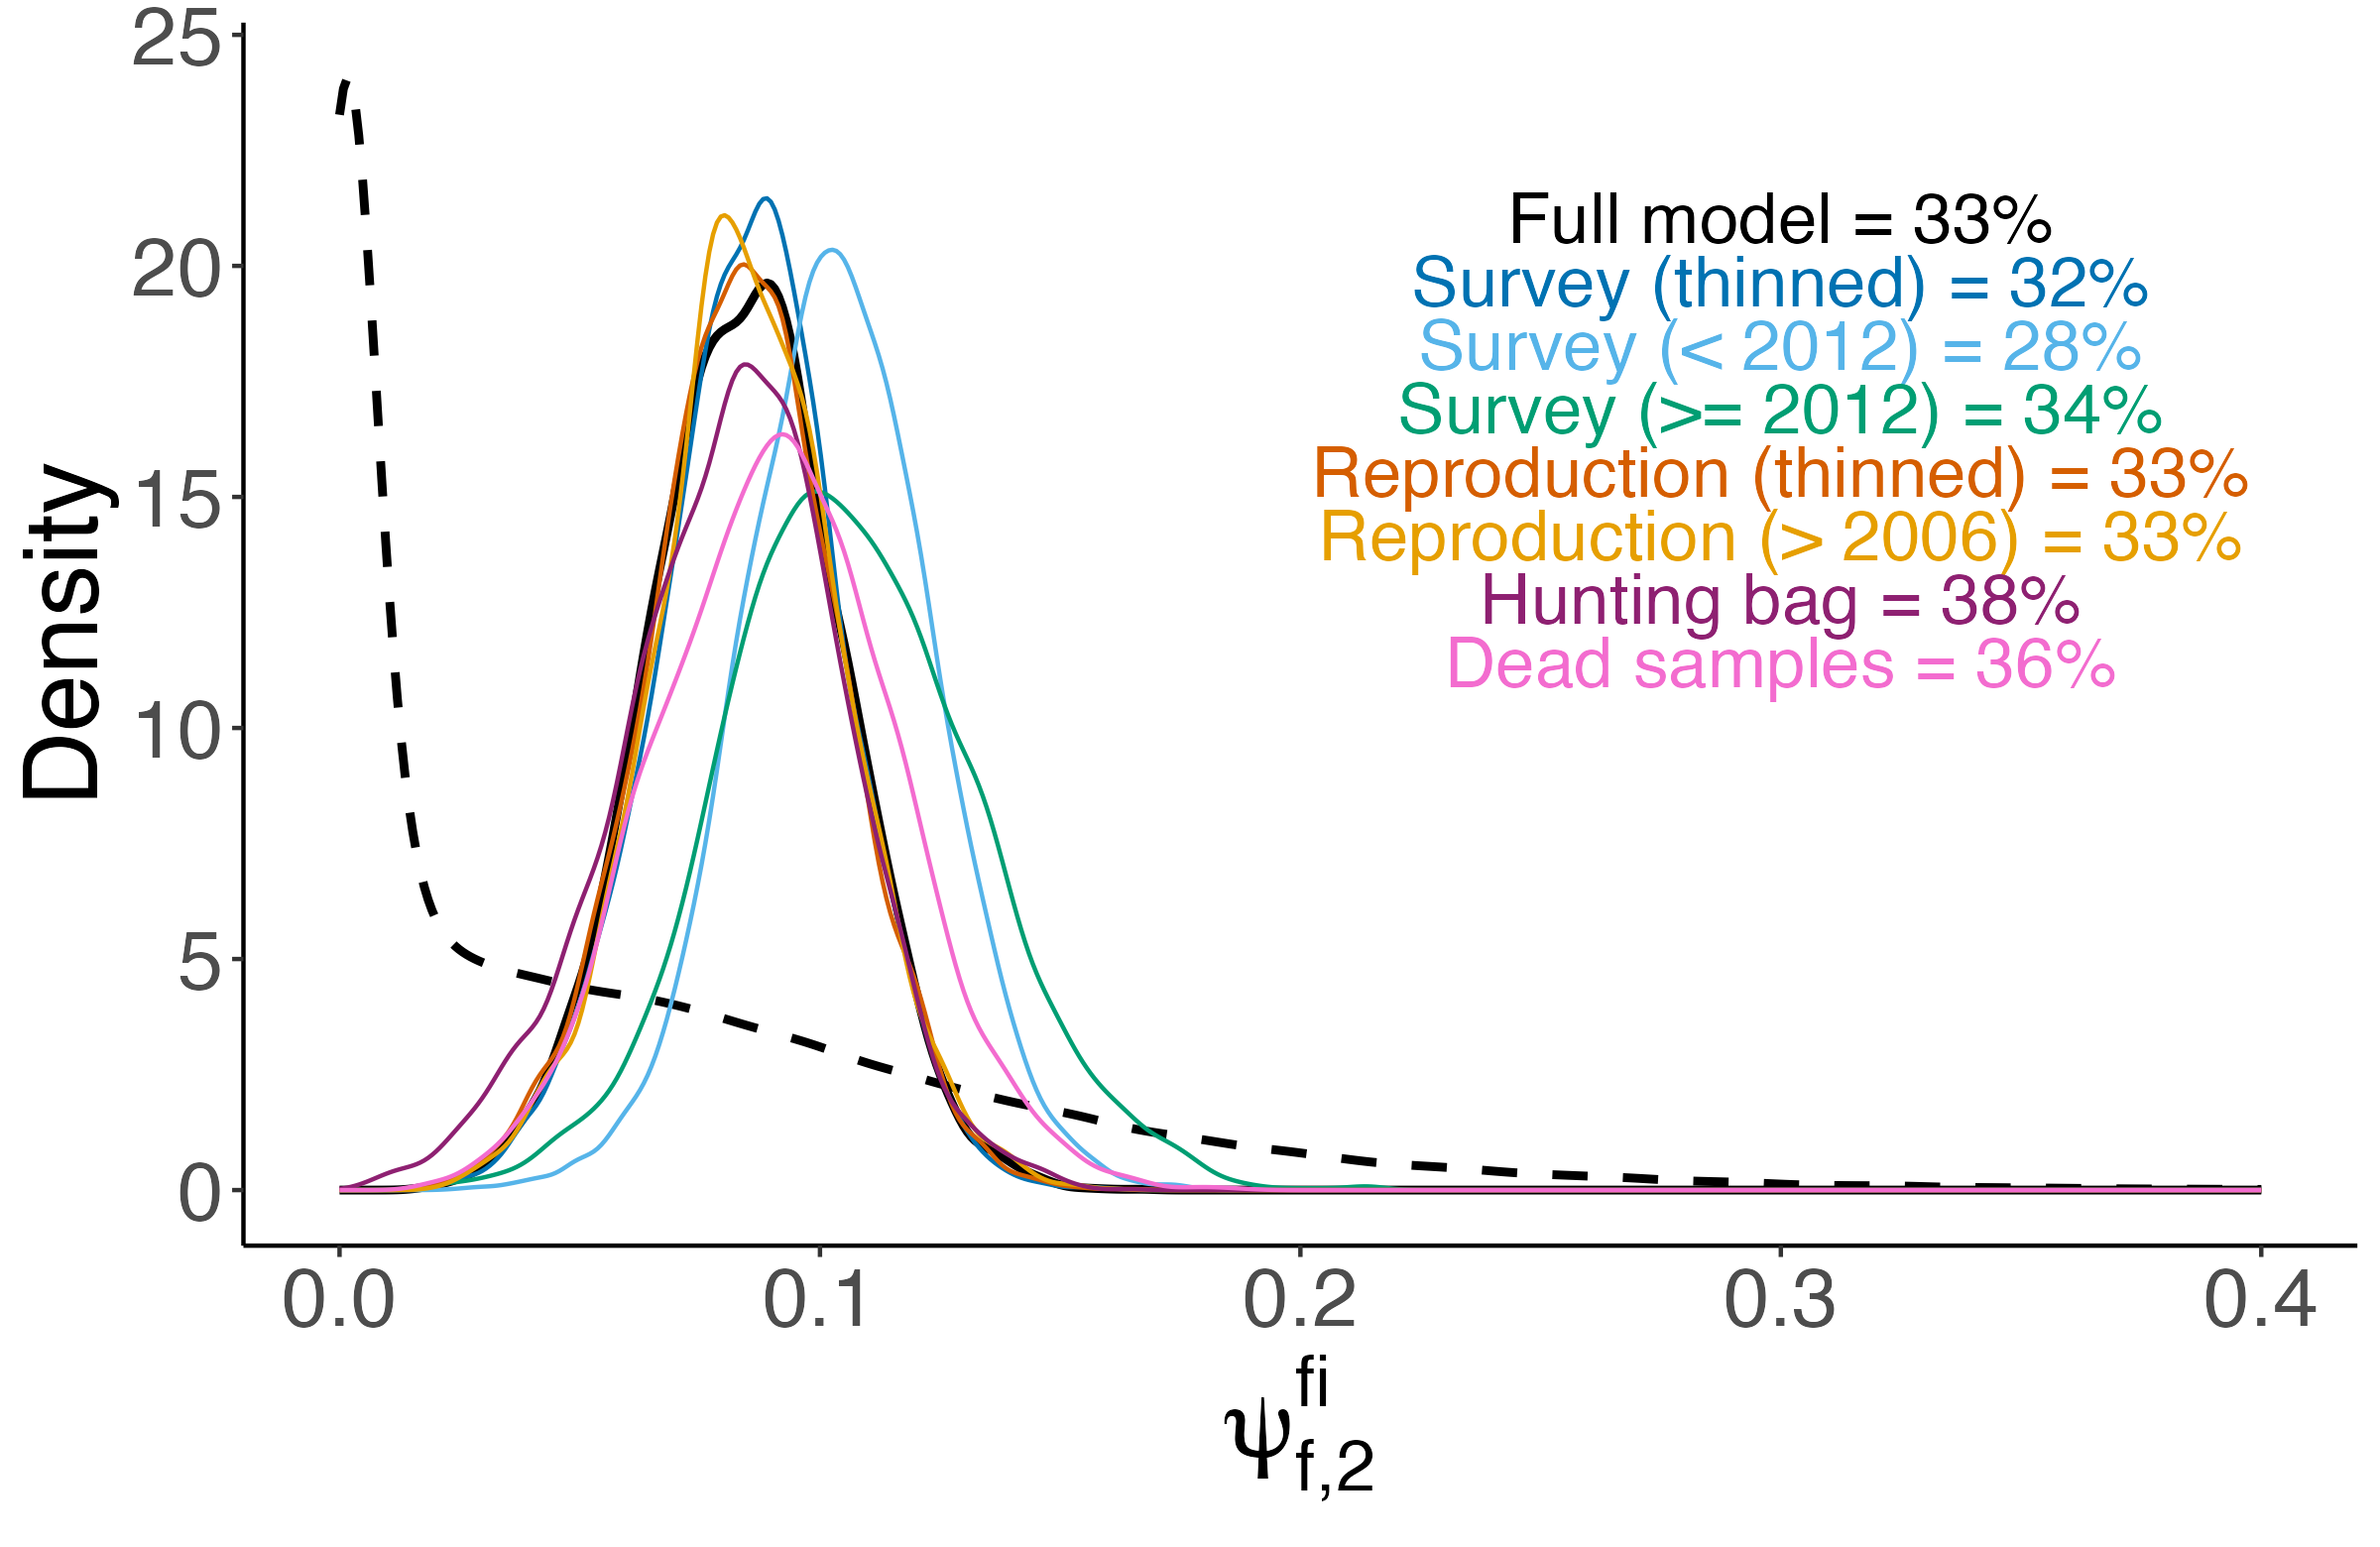 25
20
15
10
5
0
Density
Full model = 33%
Survey (thinned) = 32%
Survey (< 2012) = 28%
Survey (>= 2012) = 34%
Reproduction (thinned) = 33%
Reproduction (> 2006) = 33%
Hunting bag = 38%
Dead samples = 36%
0.0 0.1 0.2 0.3 0.4
ψ^fi_f,2